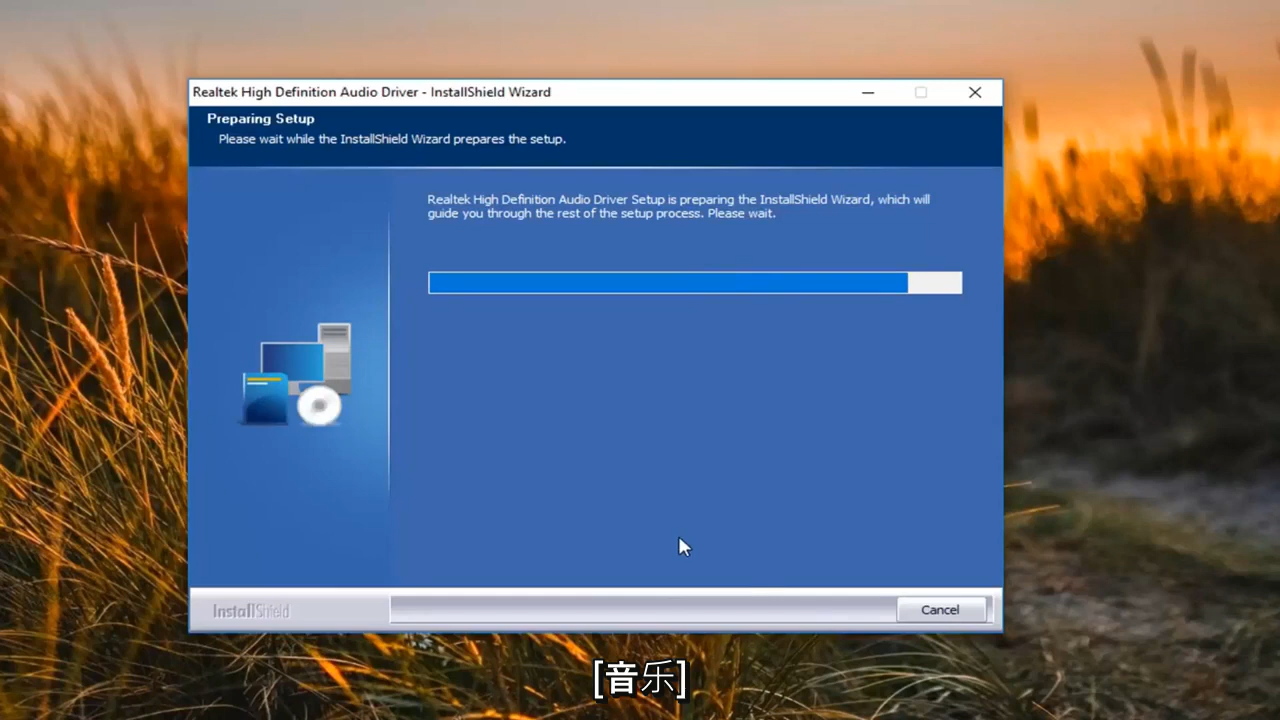 Realtek High Definition Audio Driver - InstallShield Wizard
Preparing Setup
Please wait while the InstallShield Wizard prepares the setup.
Realtek High Definition Audio Driver Setup is preparing the InstallShield Wizard, which will
guide you through the rest of the setup process. Please wait.
InstallShield
Cancel
[音乐]